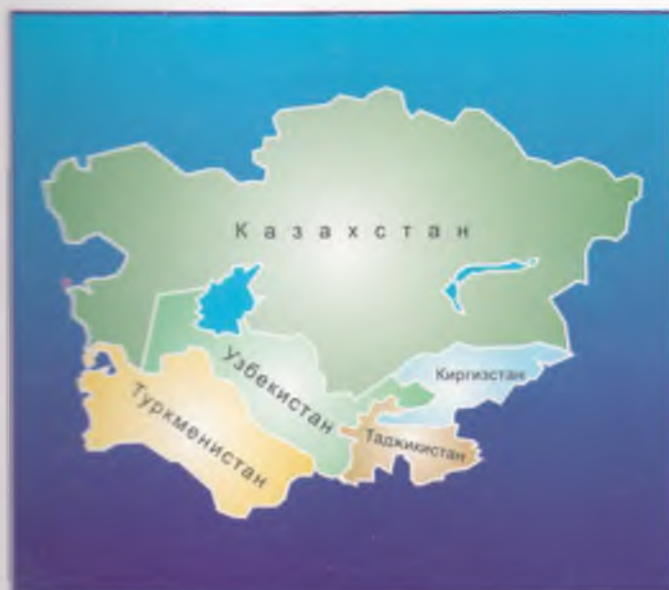 Казахстан
Узбекистан
Киргизстан
Туркменистан
Таджикистан